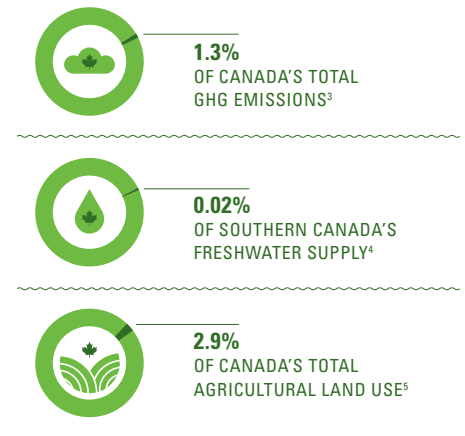 1.3%
OF CANADA'S TOTAL
GHG EMISSIONS³
0.02%
OF SOUTHERN CANADA'S
FRESHWATER SUPPLY⁴
2.9%
OF CANADA'S TOTAL
AGRICULTURAL LAND USE⁵